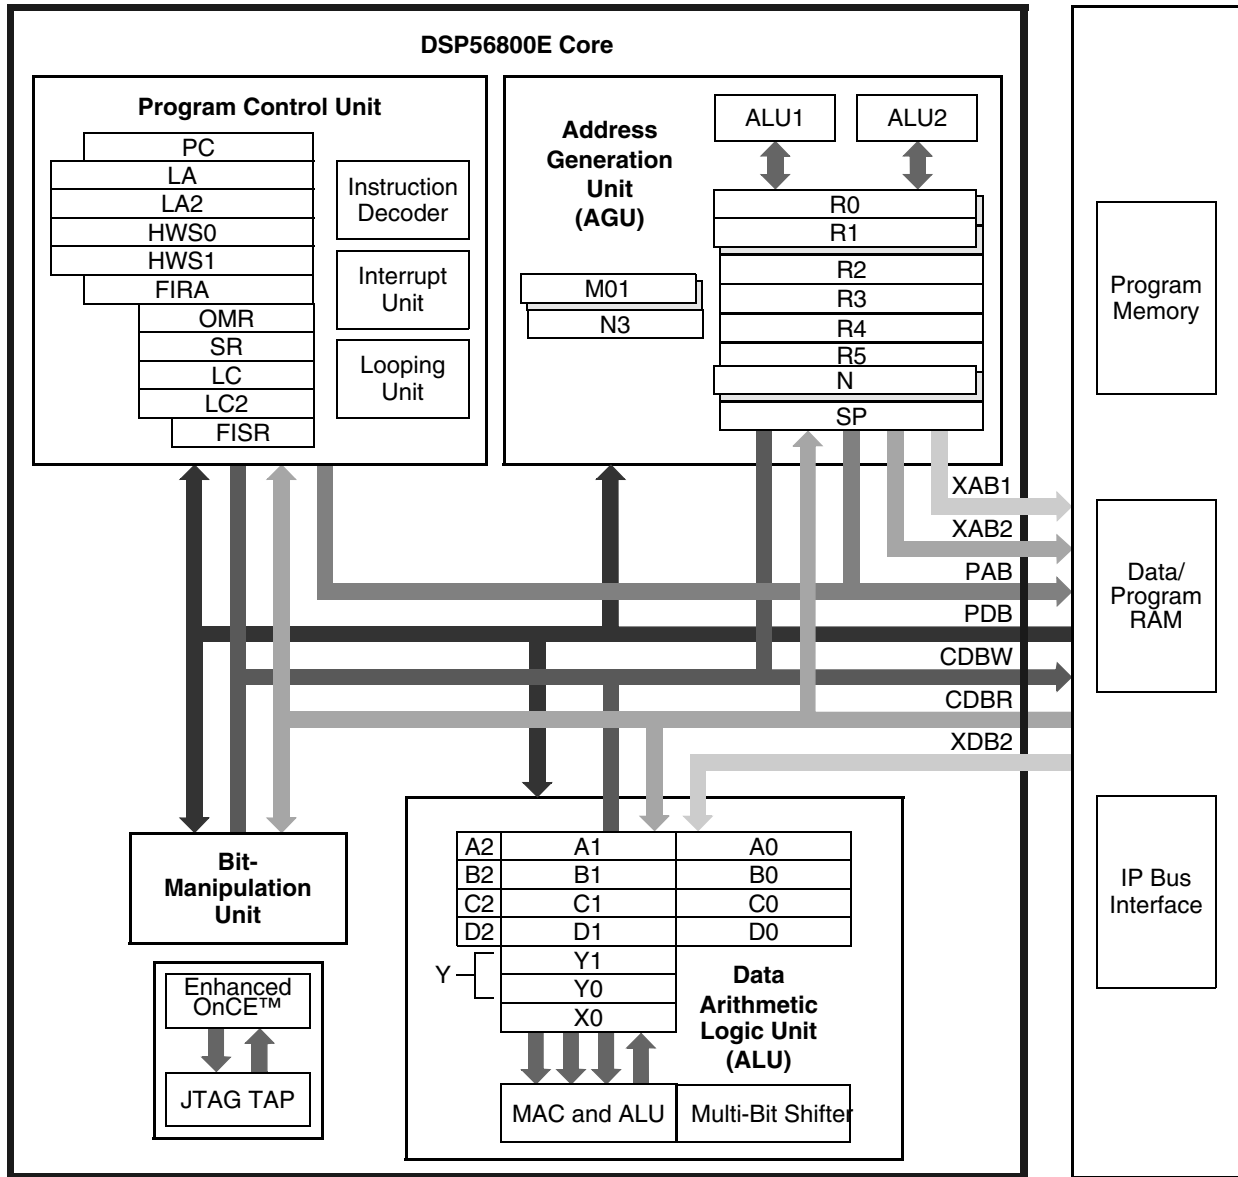 DSP56800E Core
Program Control Unit
PC
LA
LA2
HWS0
HWS1
FIRA
OMR
SR
LC
LC2
FISR
Instruction
Decoder
Interrupt
Unit
Looping
Unit
Address
Generation
Unit
(AGU)
ALU1
ALU2
R0
R1
R2
R3
R4
R5
N
SP
M01
N3
XAB1
XAB2
PAB
PDB
CDBW
CDBR
XDB2
Program
Memory
Data/
Program
RAM
IP Bus
Interface
Bit-
Manipulation
Unit
Enhanced
OnCE™
JTAG TAP
A2 A1 A0
B2 B1 B0
C2 C1 C0
D2 D1 D0
Y
Y1
Y0
X0
Data
Arithmetic
Logic Unit
(ALU)
MAC and ALU
Multi-Bit Shifter